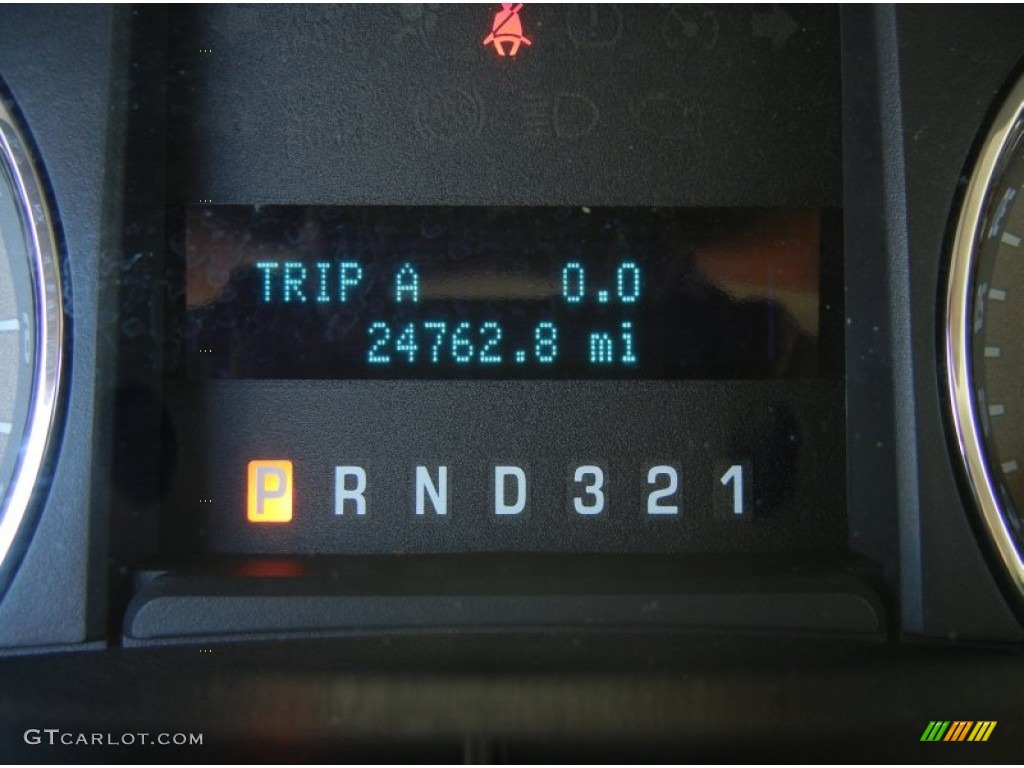 TRIP A 0.0
24762.8 mi
P R N D 3 2 1
GTCARLOT.COM